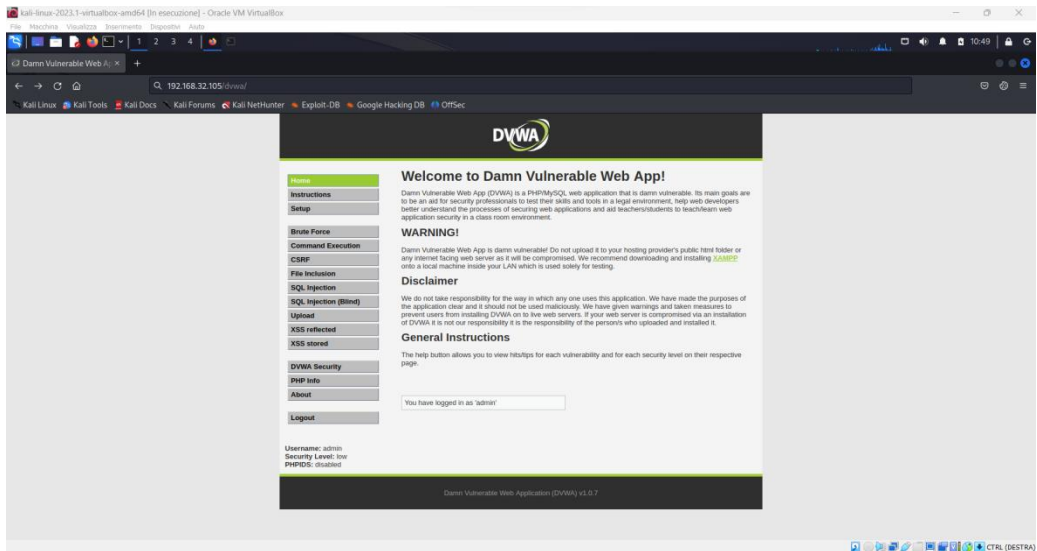 kali-linux-2023.1-virtualbox-amd64 [In esecuzione] - Oracle VM VirtualBox
File Macchina Visualizza Inserimento Dispositivi Aiuto
1 2 3 4
10:49
Damn Vulnerable Web Ap
192.168.32.105/dvwa/
Kali Linux Kali Tools Kali Docs Kali Forums Kali NetHunter Exploit-DB Google Hacking DB OffSec
DVWA
Home
Instructions
Setup
Brute Force
Command Execution
CSRF
File Inclusion
SQL Injection
SQL Injection (Blind)
Upload
XSS reflected
XSS stored
DVWA Security
PHP Info
About
Logout
Username: admin
Security Level: low
PHPIDS: disabled
Welcome to Damn Vulnerable Web App!
Damn Vulnerable Web App (DVWA) is a PHP/MySQL web application that is damn vulnerable. Its main goals are
to be an aid for security professionals to test their skills and tools in a legal environment, help web developers
better understand the processes of securing web applications and aid teachers/students to teach/learn web
application security in a class room environment.
WARNING!
Damn Vulnerable Web App is damn vulnerable! Do not upload it to your hosting provider's public html folder or
any internet facing web server as it will be compromised. We recommend downloading and installing XAMPP
onto a local machine inside your LAN which is used solely for testing.
Disclaimer
We do not take responsibility for the way in which any one uses this application. We have made the purposes of
the application clear and it should not be used maliciously. We have given warnings and taken measures to
prevent users from installing DVWA on to live web servers. If your web server is compromised via an installation
of DVWA it is not our responsibility it is the responsibility of the person/s who uploaded and installed it.
General Instructions
The help button allows you to view hits/tips for each vulnerability and for each security level on their respective
page.
You have logged in as 'admin'
Damn Vulnerable Web Application (DVWA) v1.0.7
CTRL (DESTRA)